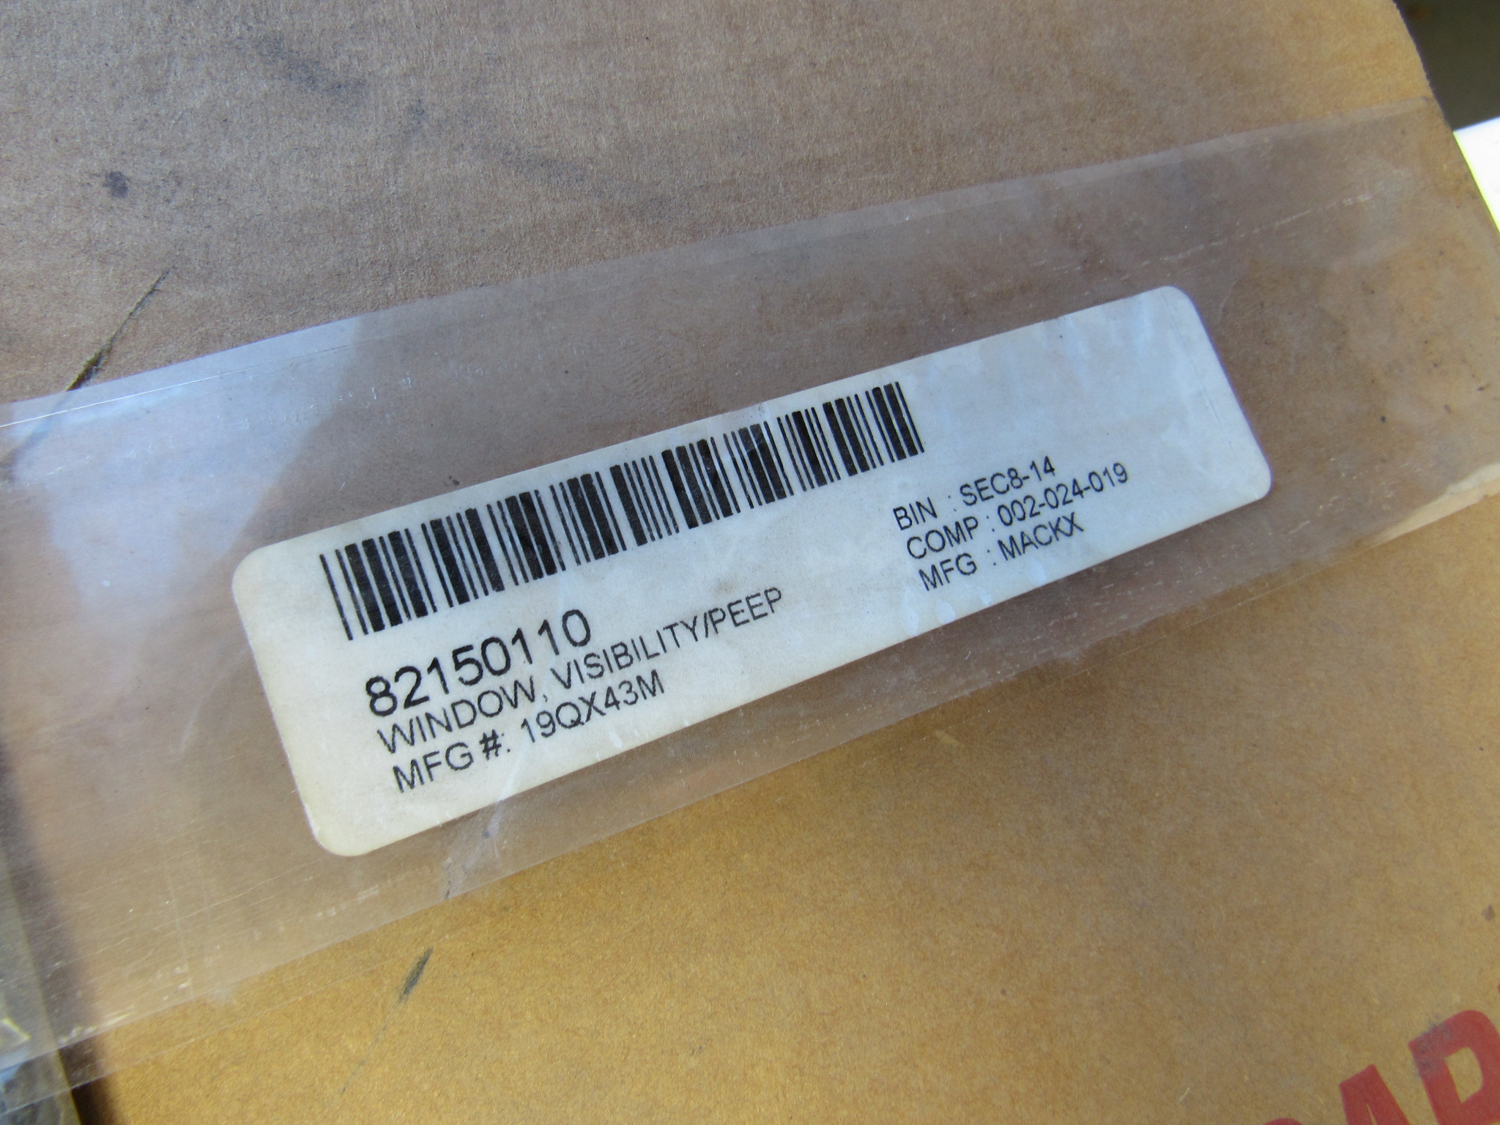 82150110
WINDOW, VISIBILITY/PEEP
MFG #: 19QX43M
BIN : SEC8-14
COMP : 002-024-019
MFG : MACKX